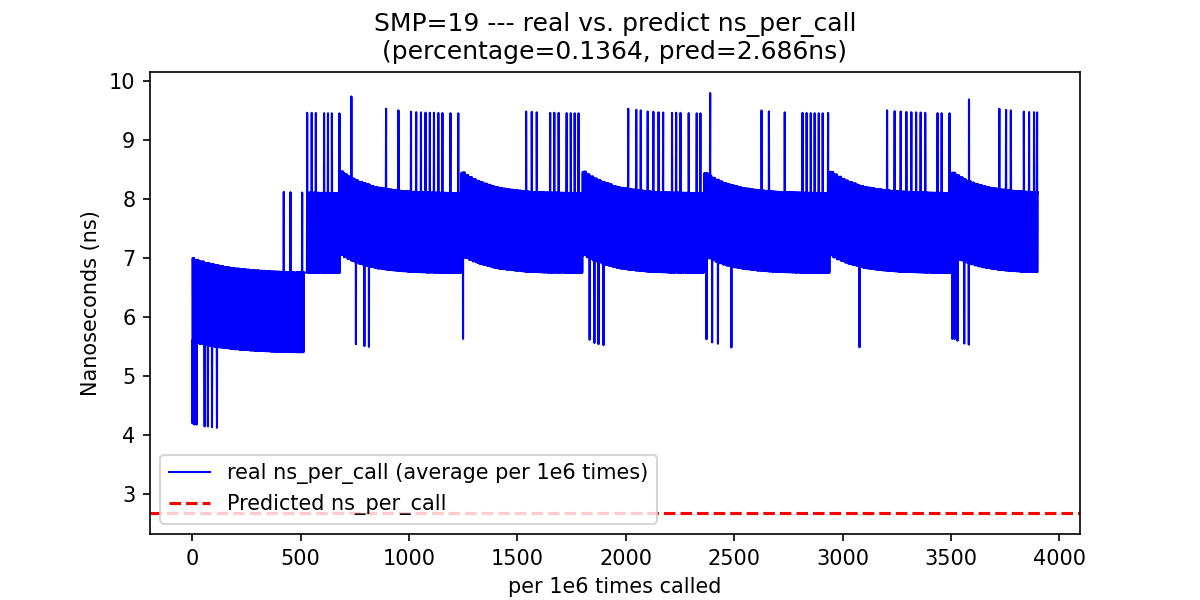 SMP=19 --- real vs. predict ns_per_call
(percentage=0.1364, pred=2.686ns)
Nanoseconds (ns)
10
9
8
7
6
5
4
3
real ns_per_call (average per 1e6 times)
Predicted ns_per_call
0 500 1000 1500 2000 2500 3000 3500 4000
per 1e6 times called